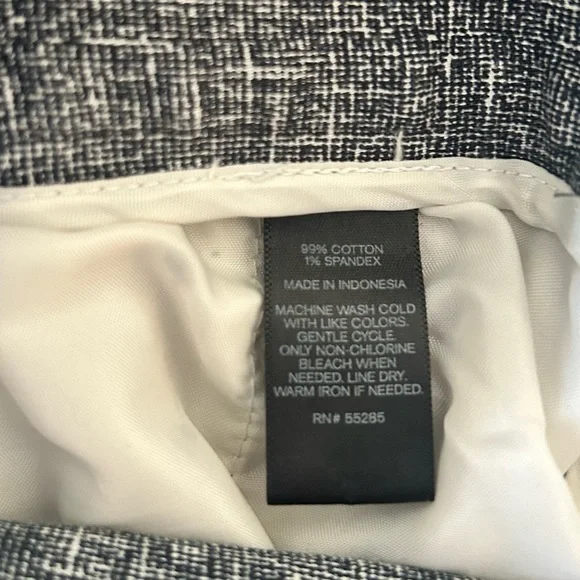 99% COTTON
1% SPANDEX
MADE IN INDONESIA
MACHINE WASH COLD
WITH LIKE COLORS.
GENTLE CYCLE.
ONLY NON-CHLORINE
BLEACH WHEN
NEEDED. LINE DRY.
WARM IRON IF NEEDED.
RN# 55285